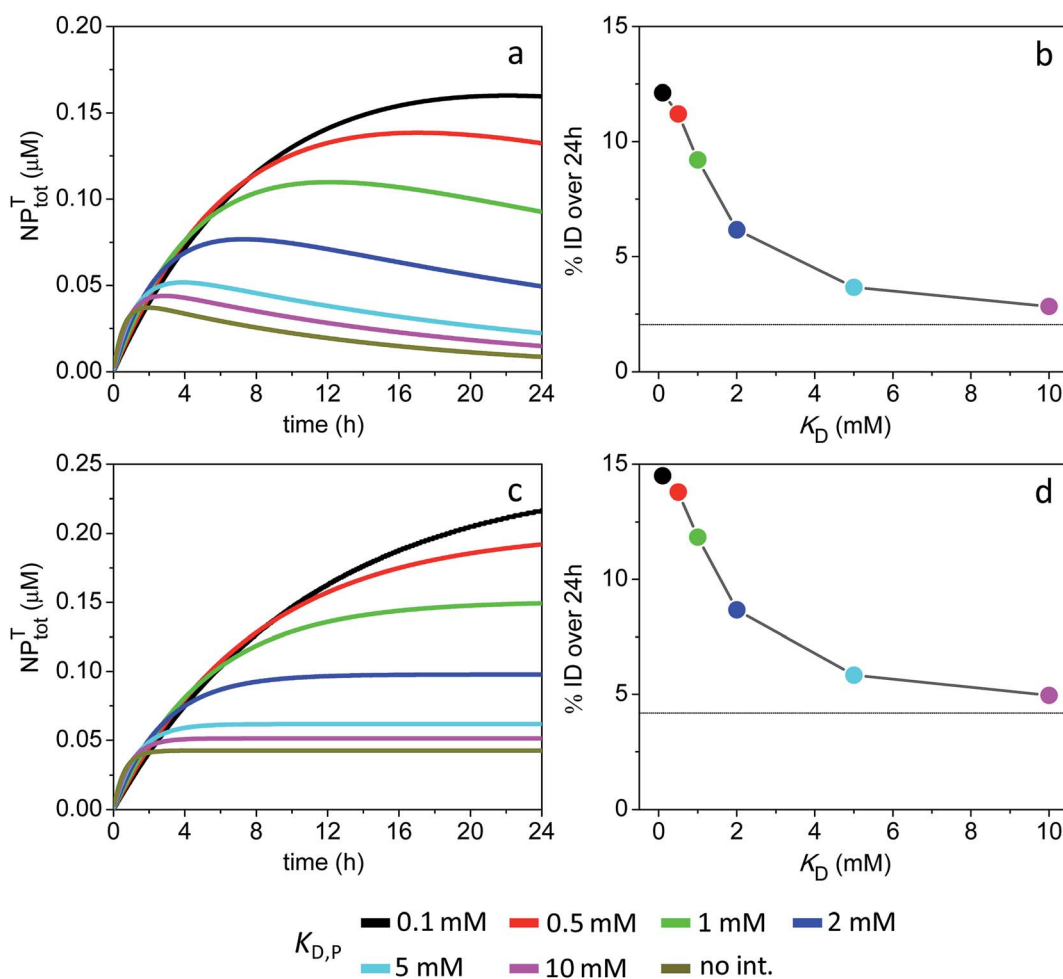 a
0.20
0.15
0.10
0.05
0.00
NP^T_tot (μM)
0 4 8 12 16 20 24
time (h)
b
15
10
5
0
% ID over 24h
0 2 4 6 8 10
K_D (mM)
c
0.25
0.20
0.15
0.10
0.05
0.00
NP^T_tot (μM)
0 4 8 12 16 20 24
time (h)
d
15
10
5
0
% ID over 24h
0 2 4 6 8 10
K_D (mM)
K_D,P
0.1 mM 0.5 mM 1 mM 2 mM
5 mM 10 mM no int.